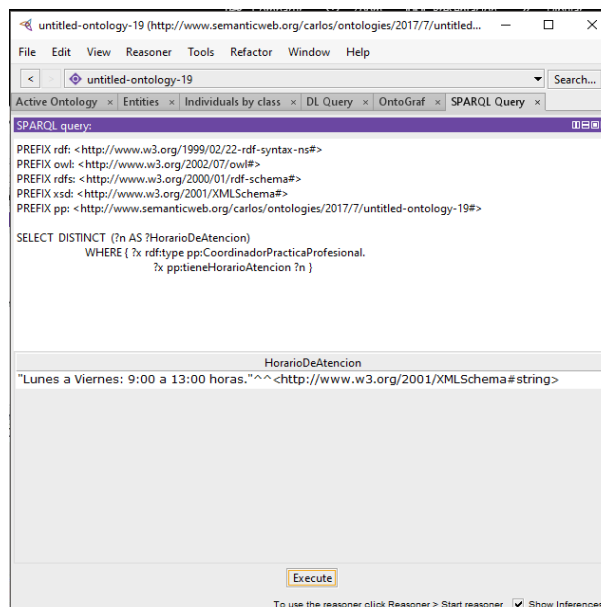 untitled-ontology-19 (http://www.semanticweb.org/carlos/ontologies/2017/7/untitled...
File Edit View Reasoner Tools Refactor Window Help
< > untitled-ontology-19 Search...
Active Ontology × Entities × Individuals by class × DL Query × OntoGraf × SPARQL Query ×
SPARQL query:
PREFIX rdf: <http://www.w3.org/1999/02/22-rdf-syntax-ns#>
PREFIX owl: <http://www.w3.org/2002/07/owl#>
PREFIX rdfs: <http://www.w3.org/2000/01/rdf-schema#>
PREFIX xsd: <http://www.w3.org/2001/XMLSchema#>
PREFIX pp: <http://www.semanticweb.org/carlos/ontologies/2017/7/untitled-ontology-19#>
SELECT DISTINCT (?n AS ?HorarioDeAtencion)
WHERE { ?x rdf:type pp:CoordinadorPracticaProfesional.
?x pp:tieneHorarioAtencion ?n }
HorarioDeAtencion
"Lunes a Viernes: 9:00 a 13:00 horas."^^<http://www.w3.org/2001/XMLSchema#string>
Execute
To use the reasoner click Reasoner > Start reasoner Show Inferences